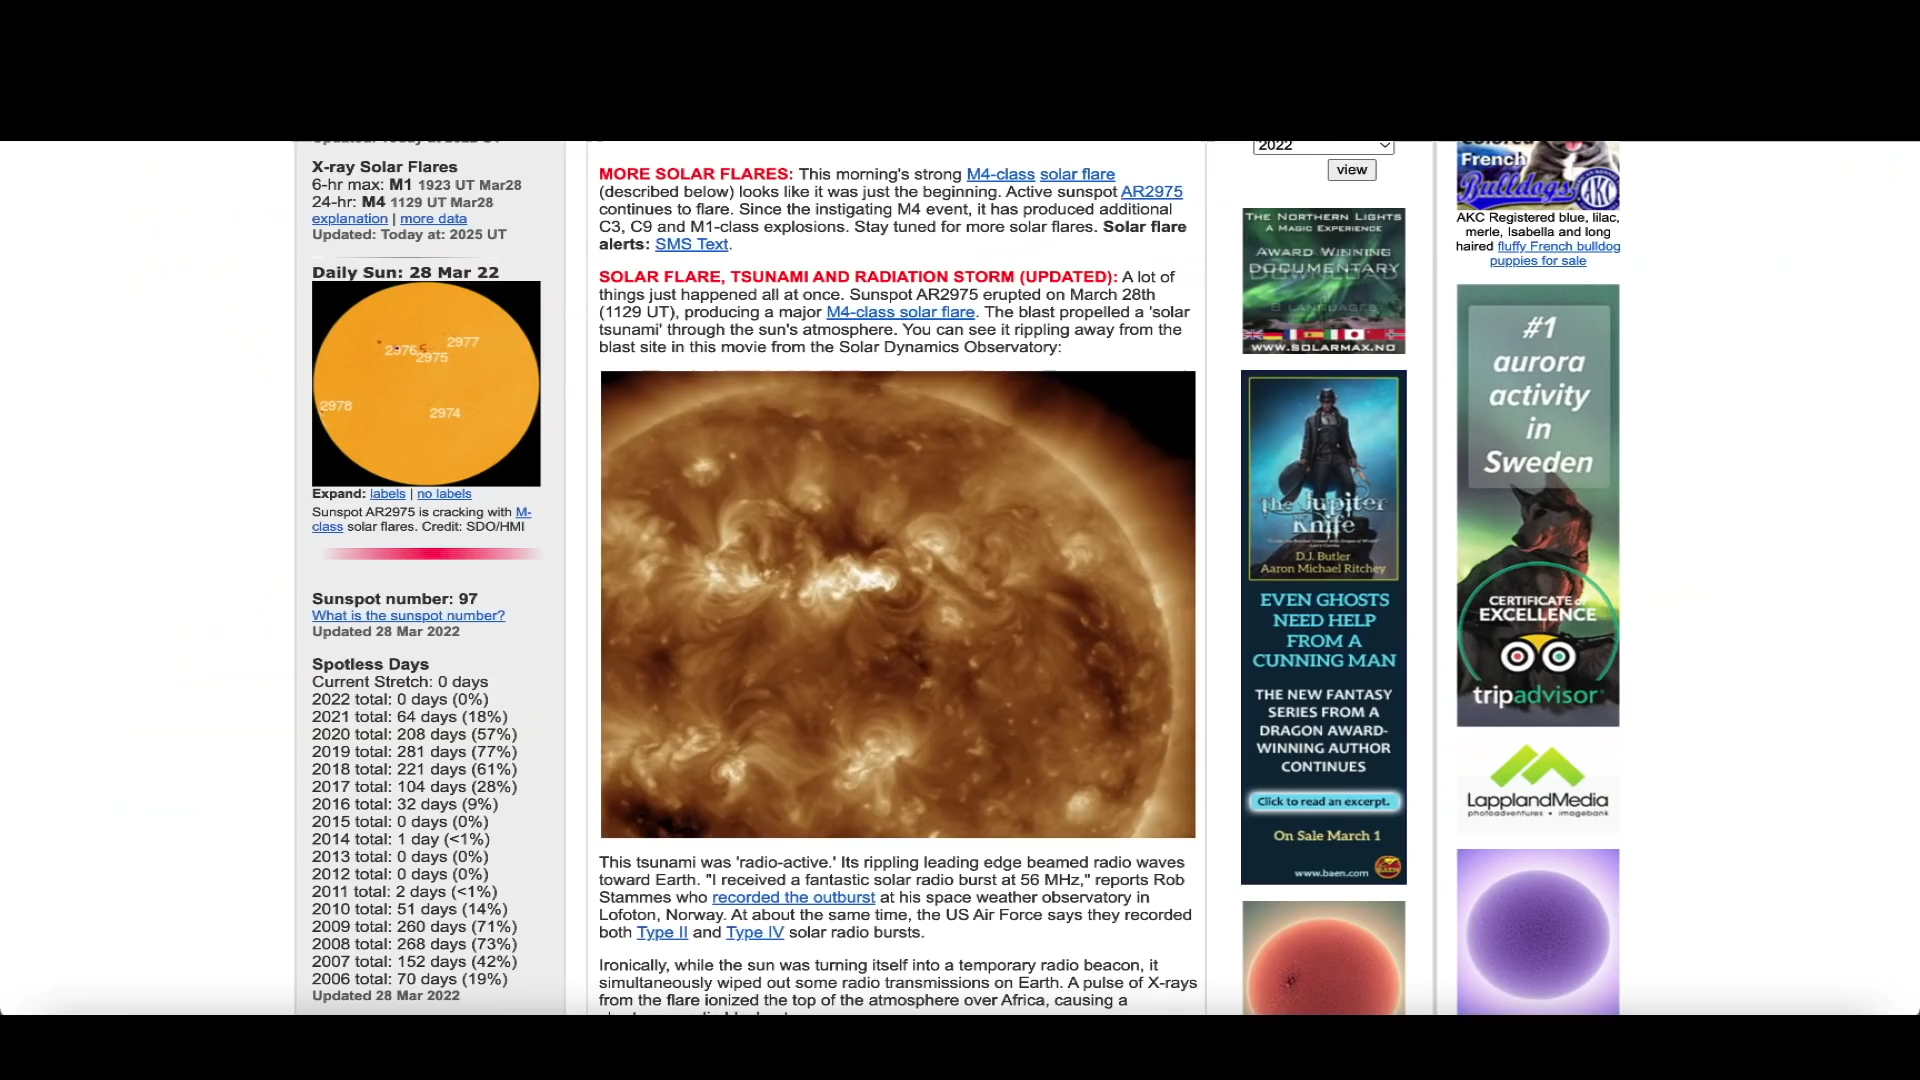 X-ray Solar Flares
6-hr max: M1 1923 UT Mar28
24-hr: M4 1129 UT Mar28
explanation | more data
Updated: Today at: 2025 UT
Daily Sun: 28 Mar 22
2976
2977
2975
2978
2974
Expand: labels | no labels
Sunspot AR2975 is cracking with M-
class solar flares. Credit: SDO/HMI
Sunspot number: 97
What is the sunspot number?
Updated 28 Mar 2022
Spotless Days
Current Stretch: 0 days
2022 total: 0 days (0%)
2021 total: 64 days (18%)
2020 total: 208 days (57%)
2019 total: 281 days (77%)
2018 total: 221 days (61%)
2017 total: 104 days (28%)
2016 total: 32 days (9%)
2015 total: 0 days (0%)
2014 total: 1 day (<1%)
2013 total: 0 days (0%)
2012 total: 0 days (0%)
2011 total: 2 days (<1%)
2010 total: 51 days (14%)
2009 total: 260 days (71%)
2008 total: 268 days (73%)
2007 total: 152 days (42%)
2006 total: 70 days (19%)
Updated 28 Mar 2022
MORE SOLAR FLARES: This morning's strong M4-class solar flare
(described below) looks like it was just the beginning. Active sunspot AR2975
continues to flare. Since the instigating M4 event, it has produced additional
C3, C9 and M1-class explosions. Stay tuned for more solar flares. Solar flare
alerts: SMS Text.
SOLAR FLARE, TSUNAMI AND RADIATION STORM (UPDATED): A lot of
things just happened all at once. Sunspot AR2975 erupted on March 28th
(1129 UT), producing a major M4-class solar flare. The blast propelled a 'solar
tsunami' through the sun's atmosphere. You can see it rippling away from the
blast site in this movie from the Solar Dynamics Observatory:
This tsunami was 'radio-active.' Its rippling leading edge beamed radio waves
toward Earth. "I received a fantastic solar radio burst at 56 MHz," reports Rob
Stammes who recorded the outburst at his space weather observatory in
Lofoton, Norway. At about the same time, the US Air Force says they recorded
both Type II and Type IV solar radio bursts.
Ironically, while the sun was turning itself into a temporary radio beacon, it
simultaneously wiped out some radio transmissions on Earth. A pulse of X-rays
from the flare ionized the top of the atmosphere over Africa, causing a
2022
view
THE NORTHERN LIGHTS
A MAGIC EXPERIENCE
AWARD WINNING
DOCUMENTARY
8 LANGUAGES
WWW.SOLARMAX.NO
The Jupiter
Knife
D.J. Butler
Aaron Michael Ritchey
EVEN GHOSTS
NEED HELP
FROM A
CUNNING MAN
THE NEW FANTASY
SERIES FROM A
DRAGON AWARD-
WINNING AUTHOR
CONTINUES
Click to read an excerpt.
On Sale March 1
www.baen.com
BAEN
French
Bulldogs
AKC
AKC Registered blue, lilac,
merle, Isabella and long
haired fluffy French bulldog
puppies for sale
#1
aurora
activity
in
Sweden
CERTIFICATE of
EXCELLENCE
tripadvisor
LapplandMedia
photoadventures • imagebank